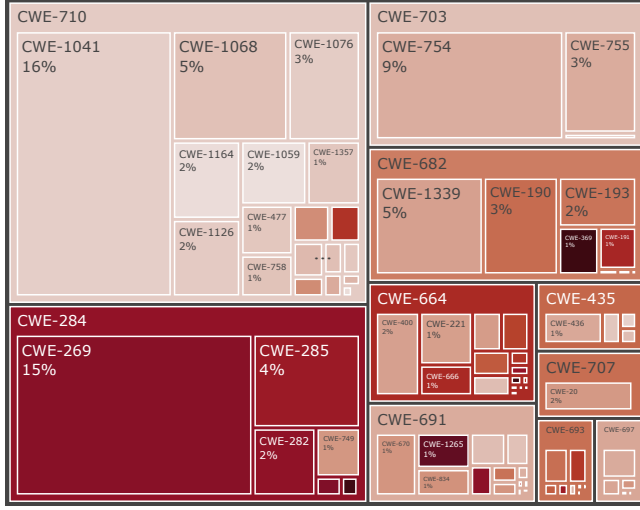 CWE-710
CWE-1041
16%
CWE-1068
5%
CWE-1076
3%
CWE-1164
2%
CWE-1059
2%
CWE-1357
1%
CWE-1126
2%
CWE-477
1%
CWE-758
1%
...
CWE-703
CWE-754
9%
CWE-755
3%
CWE-682
CWE-1339
5%
CWE-190
3%
CWE-193
2%
CWE-369
1%
CWE-191
1%
CWE-284
CWE-269
15%
CWE-285
4%
CWE-282
2%
CWE-749
1%
CWE-664
CWE-400
2%
CWE-221
1%
CWE-666
1%
CWE-435
CWE-436
1%
CWE-707
CWE-20
2%
CWE-691
CWE-670
1%
CWE-1265
1%
CWE-834
1%
CWE-693
CWE-697